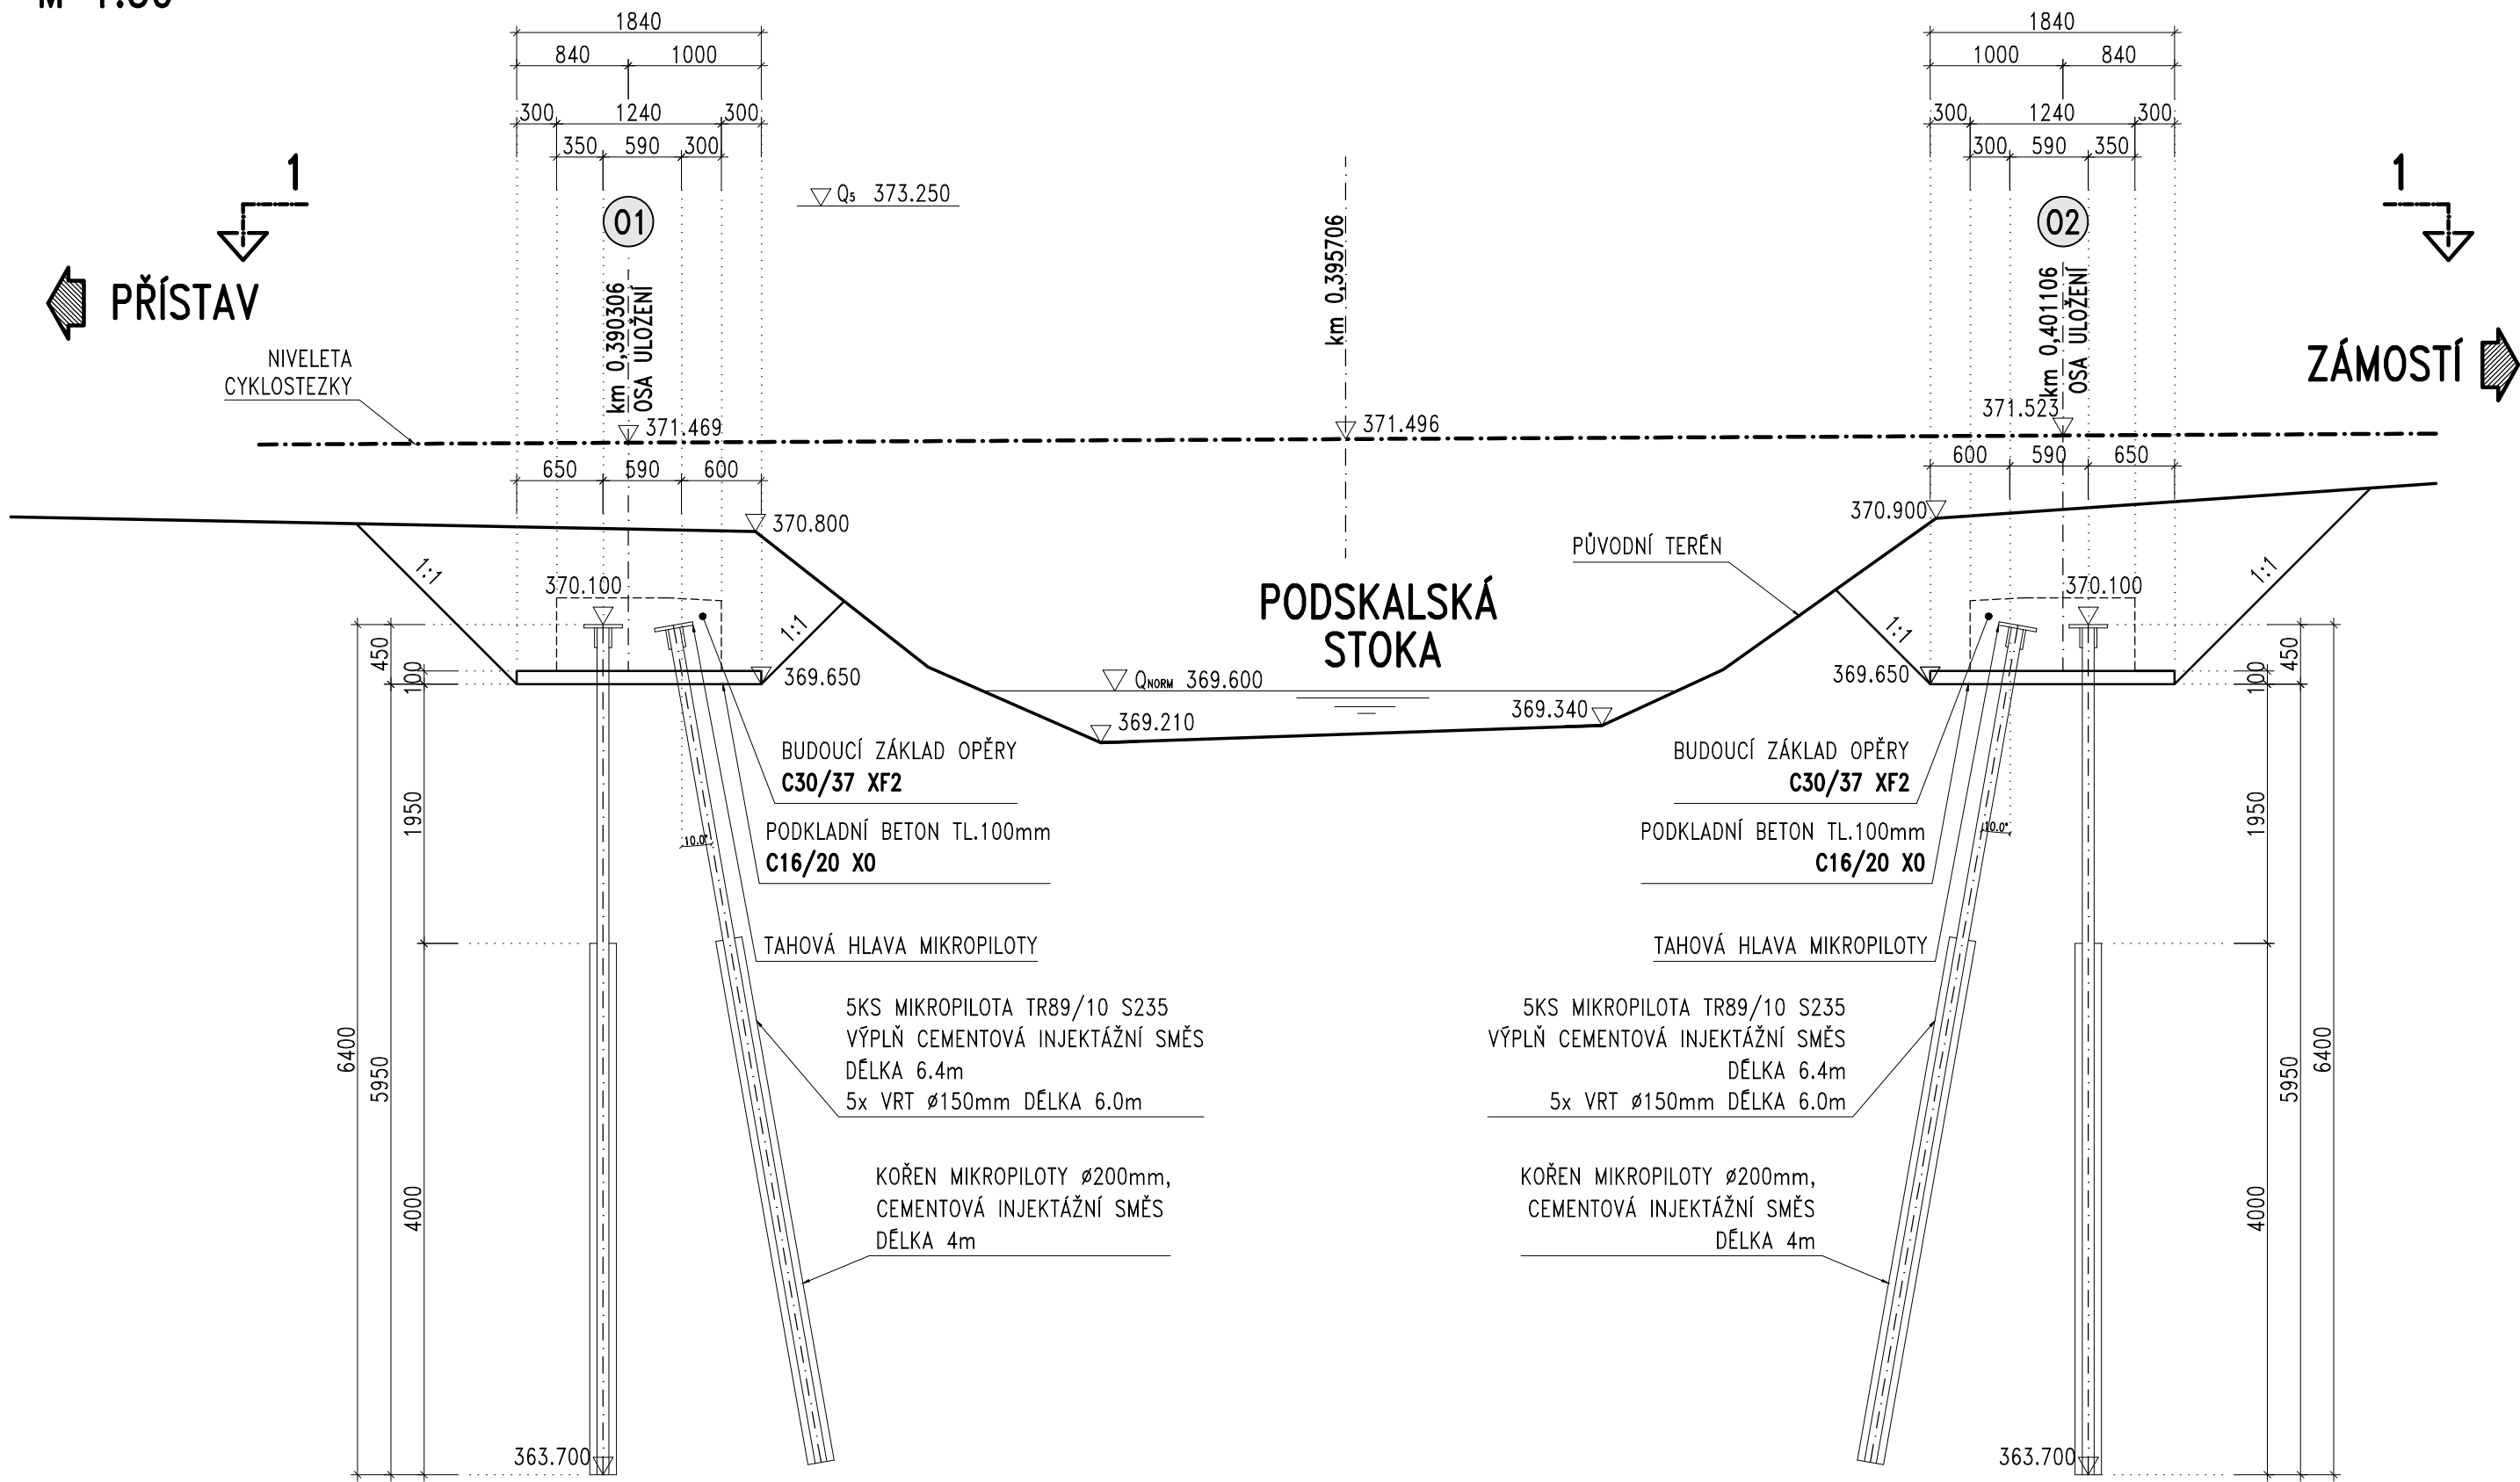 1840
840 1000
300 1240 300
350 590 300
1840
1000 840
300 1240 300
300 590 350
1
1
Q5 373.250
01
02
km 0,390306
OSA ULOŽENÍ
km 0,395706
km 0,401106
OSA ULOŽENÍ
PŘÍSTAV
ZÁMOSTÍ
NIVELETA
CYKLOSTEZKY
371.469
371.496
371.523
650 590 600
600 590 650
370.800
370.900
PŮVODNÍ TERÉN
1:1
1:1
1:1
1:1
370.100
370.100
PODSKALSKÁ
STOKA
450
100
450
100
369.650
QNORM 369.600
369.650
369.210
369.340
BUDOUCÍ ZÁKLAD OPĚRY
C30/37 XF2
BUDOUCÍ ZÁKLAD OPĚRY
C30/37 XF2
1950
1950
10.0°
10.0°
PODKLADNÍ BETON TL.100mm
C16/20 X0
PODKLADNÍ BETON TL.100mm
C16/20 X0
TAHOVÁ HLAVA MIKROPILOTY
TAHOVÁ HLAVA MIKROPILOTY
5KS MIKROPILOTA TR89/10 S235
VÝPLŇ CEMENTOVÁ INJEKTÁŽNÍ SMĚS
DÉLKA 6.4m
5x VRT ø150mm DÉLKA 6.0m
5KS MIKROPILOTA TR89/10 S235
VÝPLŇ CEMENTOVÁ INJEKTÁŽNÍ SMĚS
DÉLKA 6.4m
5x VRT ø150mm DÉLKA 6.0m
6400
5950
4000
5950
6400
4000
KOŘEN MIKROPILOTY ø200mm,
CEMENTOVÁ INJEKTÁŽNÍ SMĚS
DÉLKA 4m
KOŘEN MIKROPILOTY ø200mm,
CEMENTOVÁ INJEKTÁŽNÍ SMĚS
DÉLKA 4m
363.700
363.700